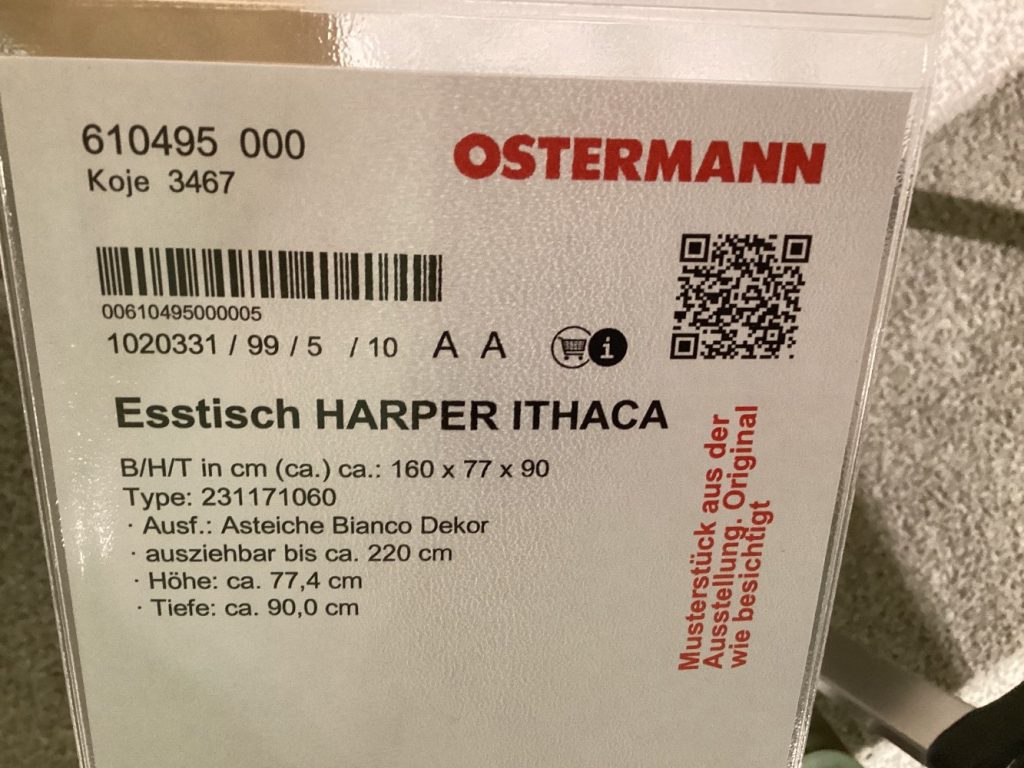 610495 000
Koje 3467
OSTERMANN
00610495000005
1020331 / 99 / 5 / 10 A A
i
Esstisch HARPER ITHACA
B/H/T in cm (ca.) ca.: 160 x 77 x 90
Type: 231171060
· Ausf.: Asteiche Bianco Dekor
· ausziehbar bis ca. 220 cm
· Höhe: ca. 77,4 cm
· Tiefe: ca. 90,0 cm
Musterstück aus der
Ausstellung. Original
wie besichtigt